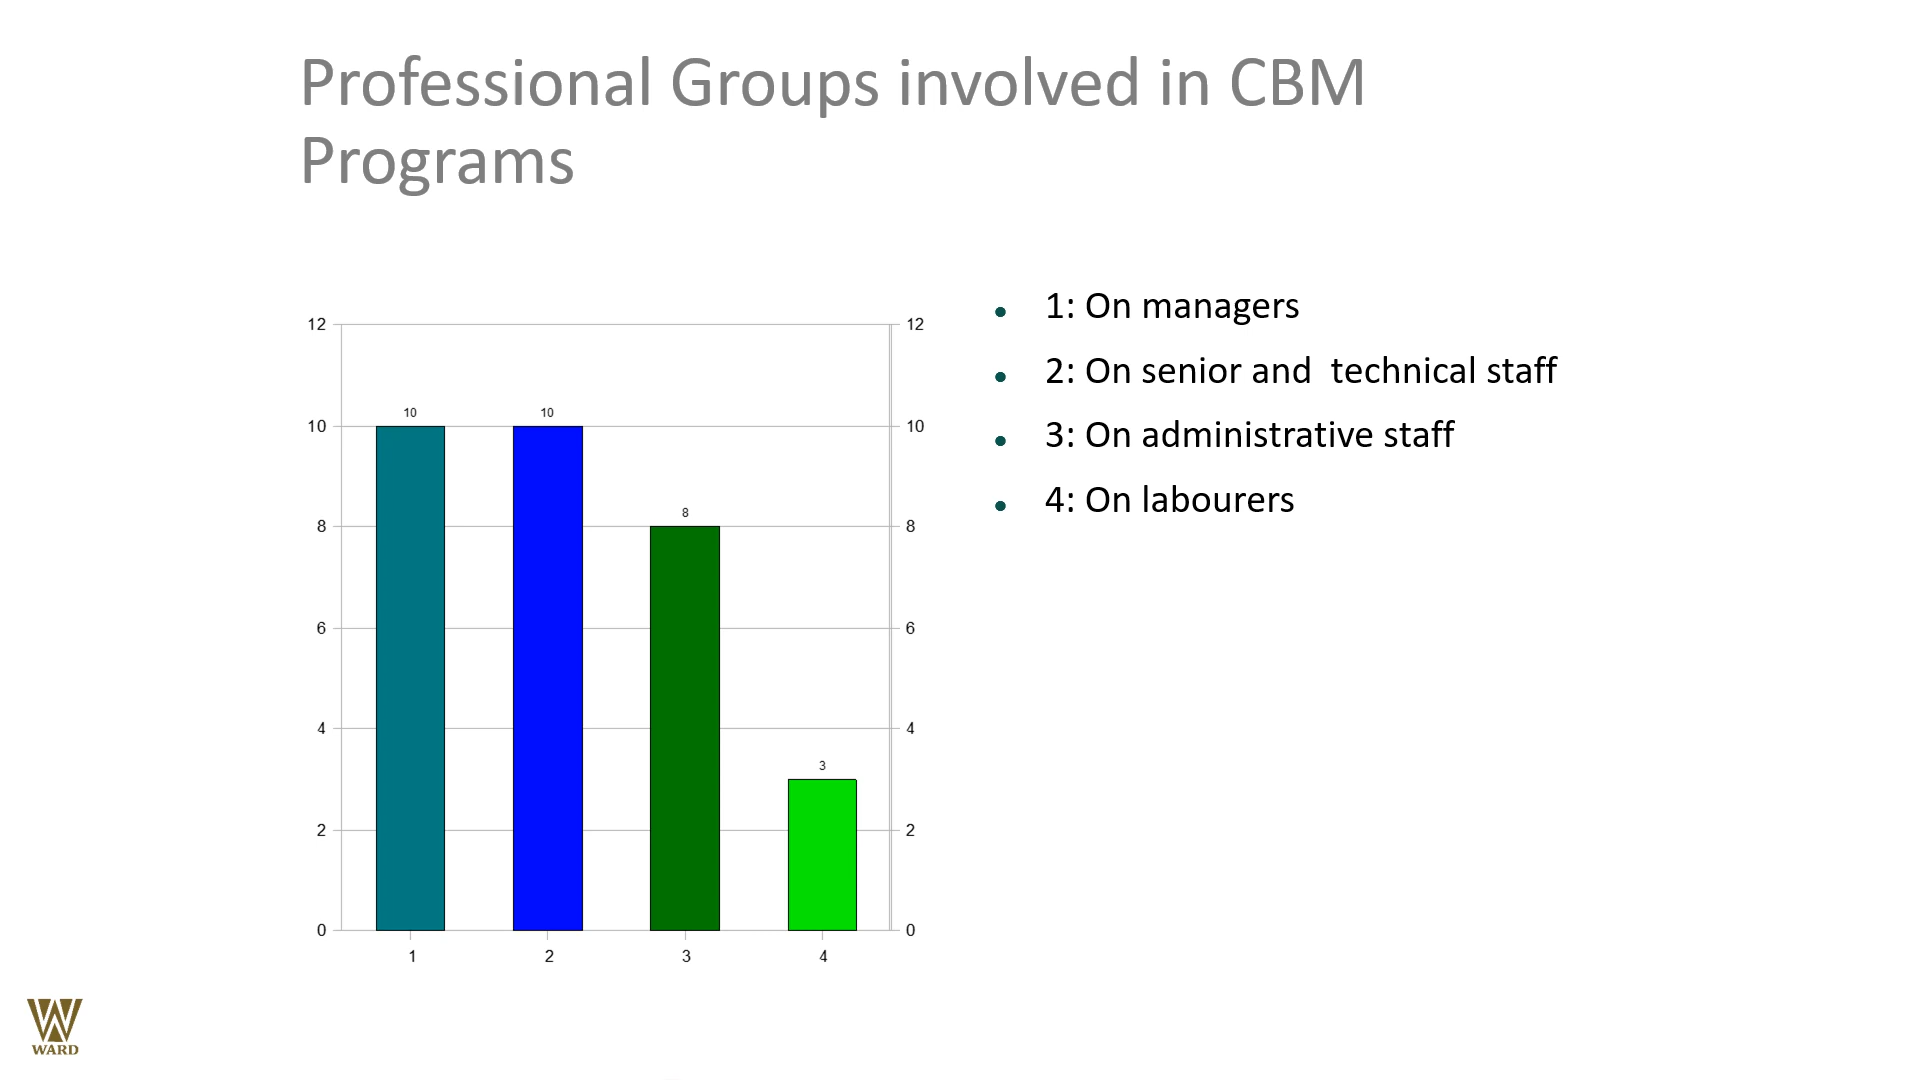 Professional Groups involved in CBM
Programs
1: On managers
2: On senior and  technical staff
3: On administrative staff
4: On labourers
12 12
10 10
10 10
8
8 8
6 6
4 4
3
2 2
0 0
1 2 3 4
WARD